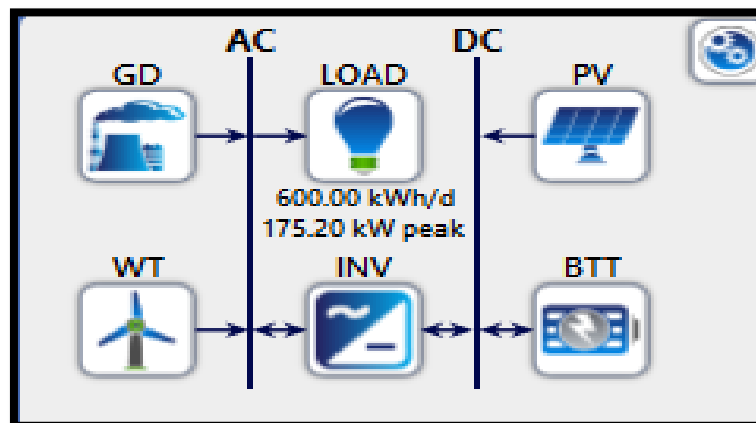 AC DC
GD LOAD PV
600.00 kWh/d
175.20 kW peak
WT INV BTT